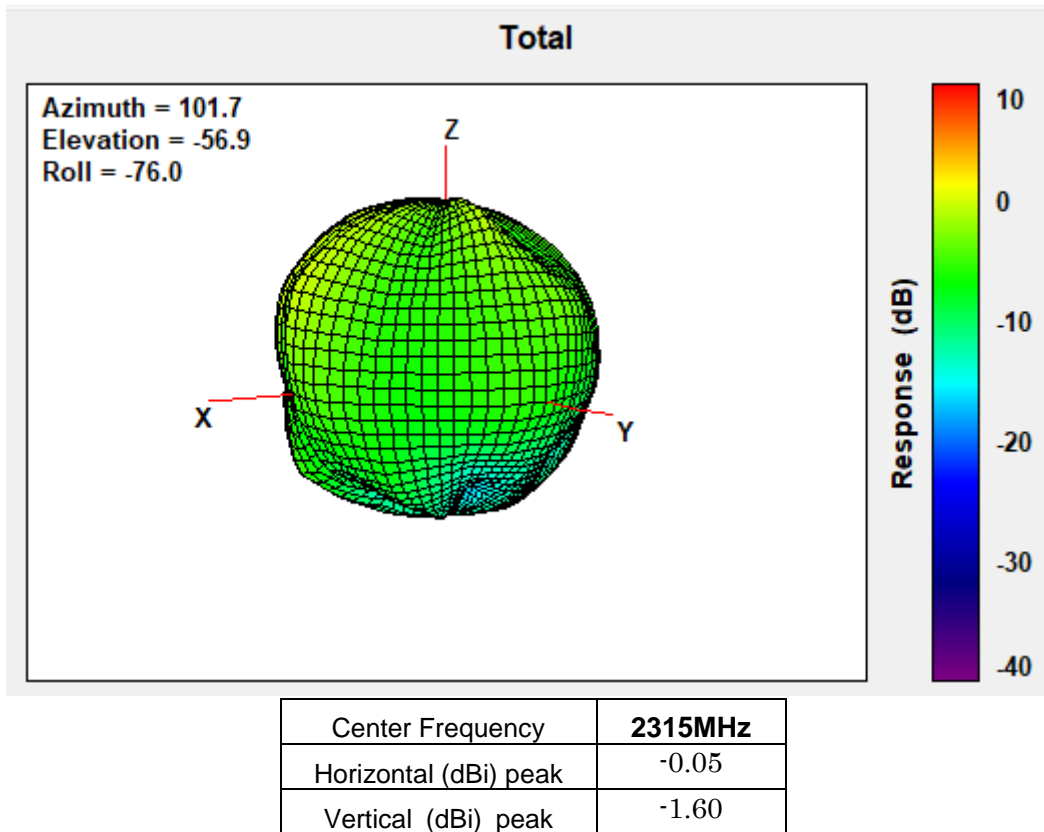 Total
Azimuth = 101.7
Elevation = -56.9
Roll = -76.0
Z
X
Y
10
0
-10
-20
-30
-40
Response (dB)
Center Frequency 2315MHz
Horizontal (dBi) peak -0.05
Vertical (dBi) peak -1.60